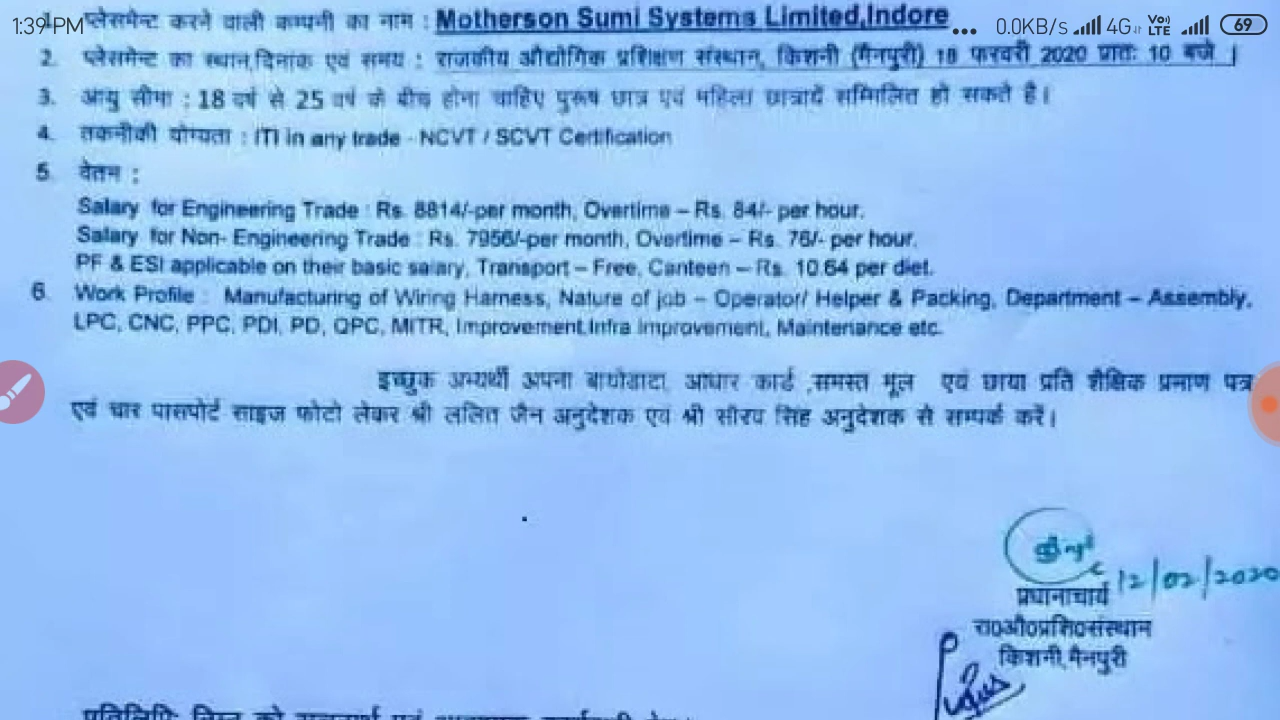 1:39 PM ... 0.0KB/s 4G Vo)) LTE 69
1. प्लेसमेन्ट करने वाली कम्पनी का नाम : Motherson Sumi Systems Limited,Indore
2. प्लेसमेन्ट का स्थान,दिनांक एवं समय : राजकीय औद्योगिक प्रशिक्षण संस्थान, किशनी (मैनपुरी) 18 फरवरी 2020 प्रातः 10 बजे |
3. आयु सीमा : 18 वर्ष से 25 वर्ष के बीच होना चाहिए पुरूष छात्र एवं महिला छात्रायें सम्मिलित हो सकते है।
4. तकनीकी योग्यता : ITI in any trade - NCVT / SCVT Certification
5. वेतन :
Salary for Engineering Trade : Rs. 8814/-per month, Overtime – Rs. 84/- per hour.
Salary for Non- Engineering Trade : Rs. 7956/-per month, Overtime – Rs. 76/- per hour.
PF & ESI applicable on their basic salary, Transport – Free, Canteen – Rs. 10.64 per diet.
6. Work Profile : Manufacturing of Wiring Harness, Nature of job – Operator/ Helper & Packing, Department – Assembly,
LPC, CNC, PPC, PDI, PD, QPC, MITR, Improvement,Infra Improvement, Maintenance etc.
इच्छुक अभ्यर्थी अपना बायोडाटा, आधार कार्ड ,समस्त मूल एवं छाया प्रति शैक्षिक प्रमाण पत्र
एवं चार पासपोर्ट साइज फोटो लेकर श्री ललित जैन अनुदेशक एवं श्री सौरव सिंह अनुदेशक से सम्पर्क करें।
12/02/2020
प्रधानाचार्य
रा0औ0प्रशि0संस्थान
किशनी,मैनपुरी